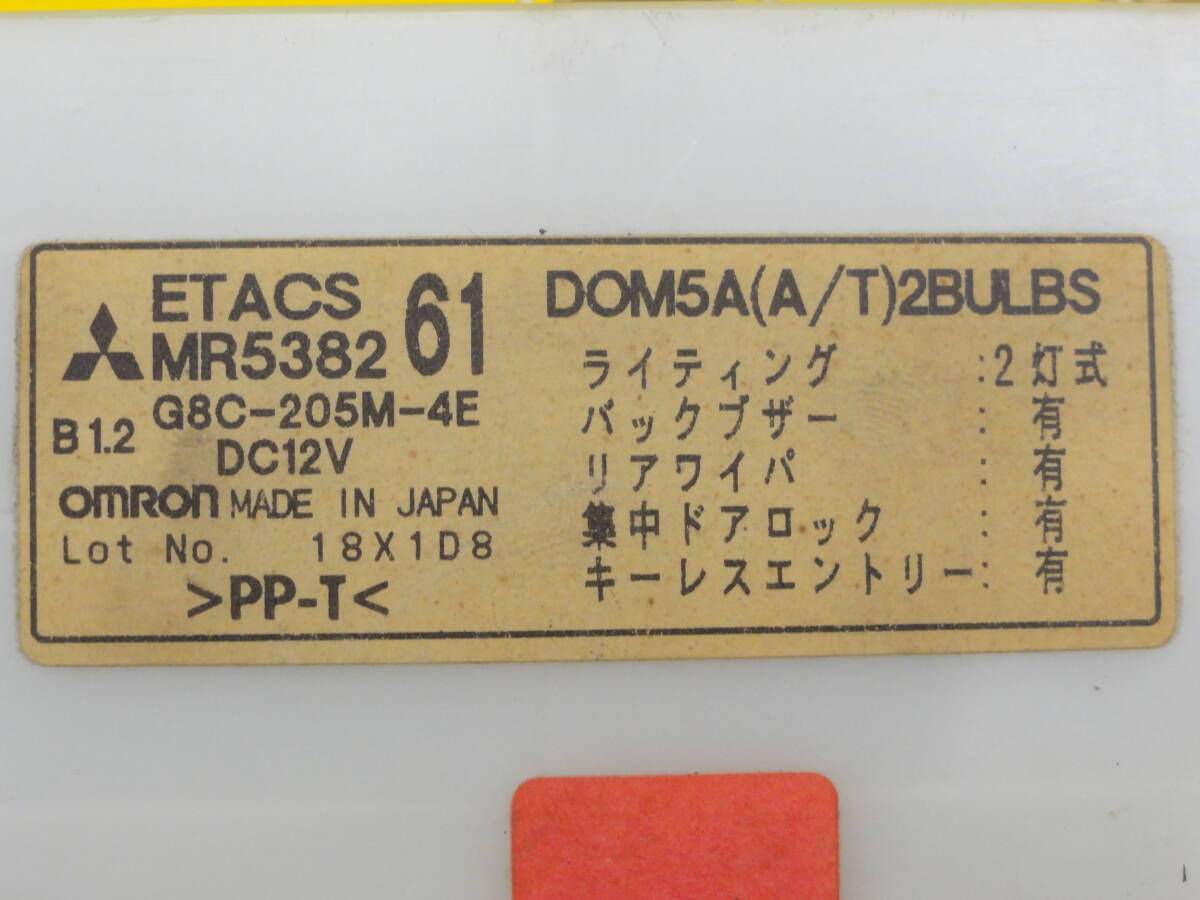 ETACS
MR538261
G8C-205M-4E
B1.2
DC12V
OMRON MADE IN JAPAN
Lot No. 18X1D8
>PP-T<
DOM5A(A/T)2BULBS
ライティング :2灯式
バックブザー : 有
リアワイパ : 有
集中ドアロック : 有
キーレスエントリー: 有